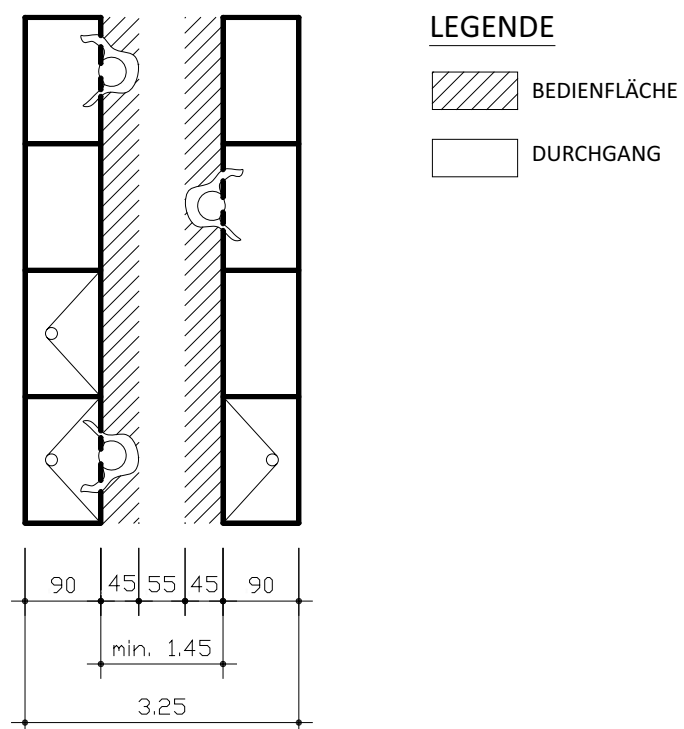 LEGENDE
BEDIENFLÄCHE
DURCHGANG
90 45 55 45 90
min. 1.45
3.25